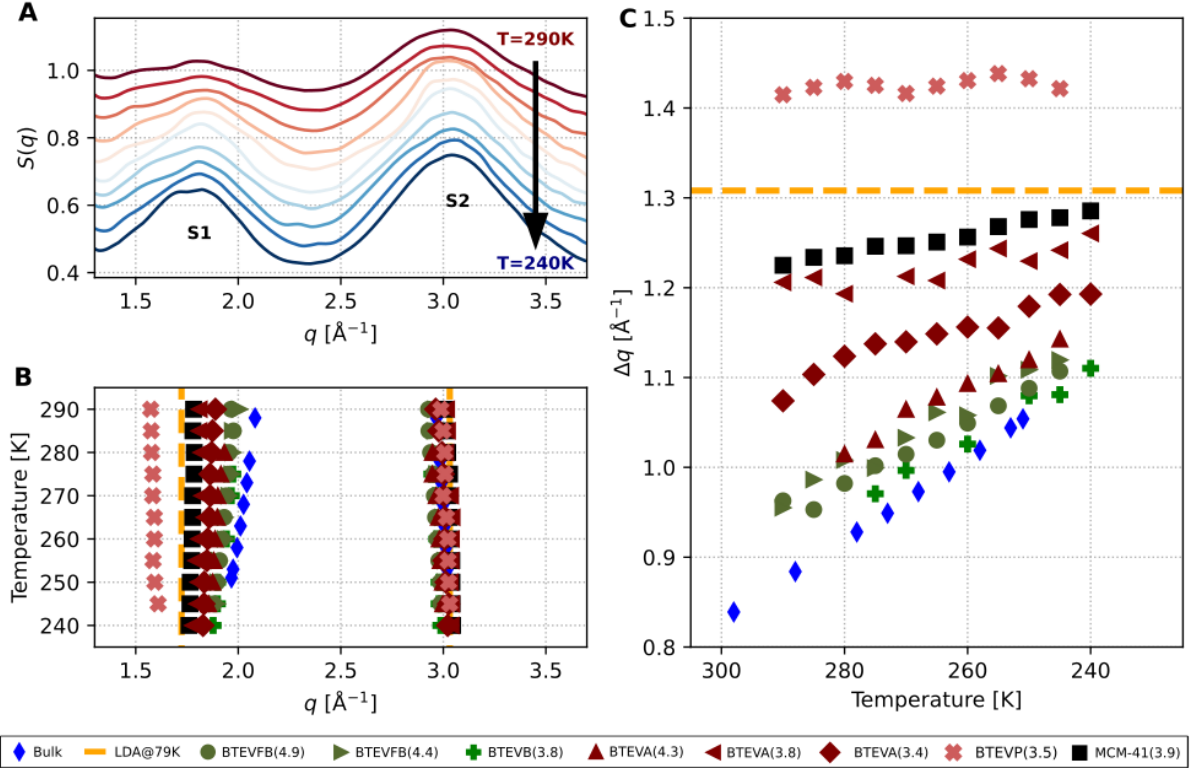 A
T=290K
1.0
0.8
0.6
0.4
S(q)
S1
S2
T=240K
1.5 2.0 2.5 3.0 3.5
q [Å⁻¹]
B
290
280
270
260
250
240
Temperature [K]
1.5 2.0 2.5 3.0 3.5
q [Å⁻¹]
C
1.5
1.4
1.3
1.2
1.1
1.0
0.9
0.8
Δq [Å⁻¹]
300 280 260 240
Temperature [K]
Bulk LDA@79K BTEVFB(4.9) BTEVFB(4.4) BTEVB(3.8) BTEVA(4.3) BTEVA(3.8) BTEVA(3.4) BTEVP(3.5) MCM-41(3.9)